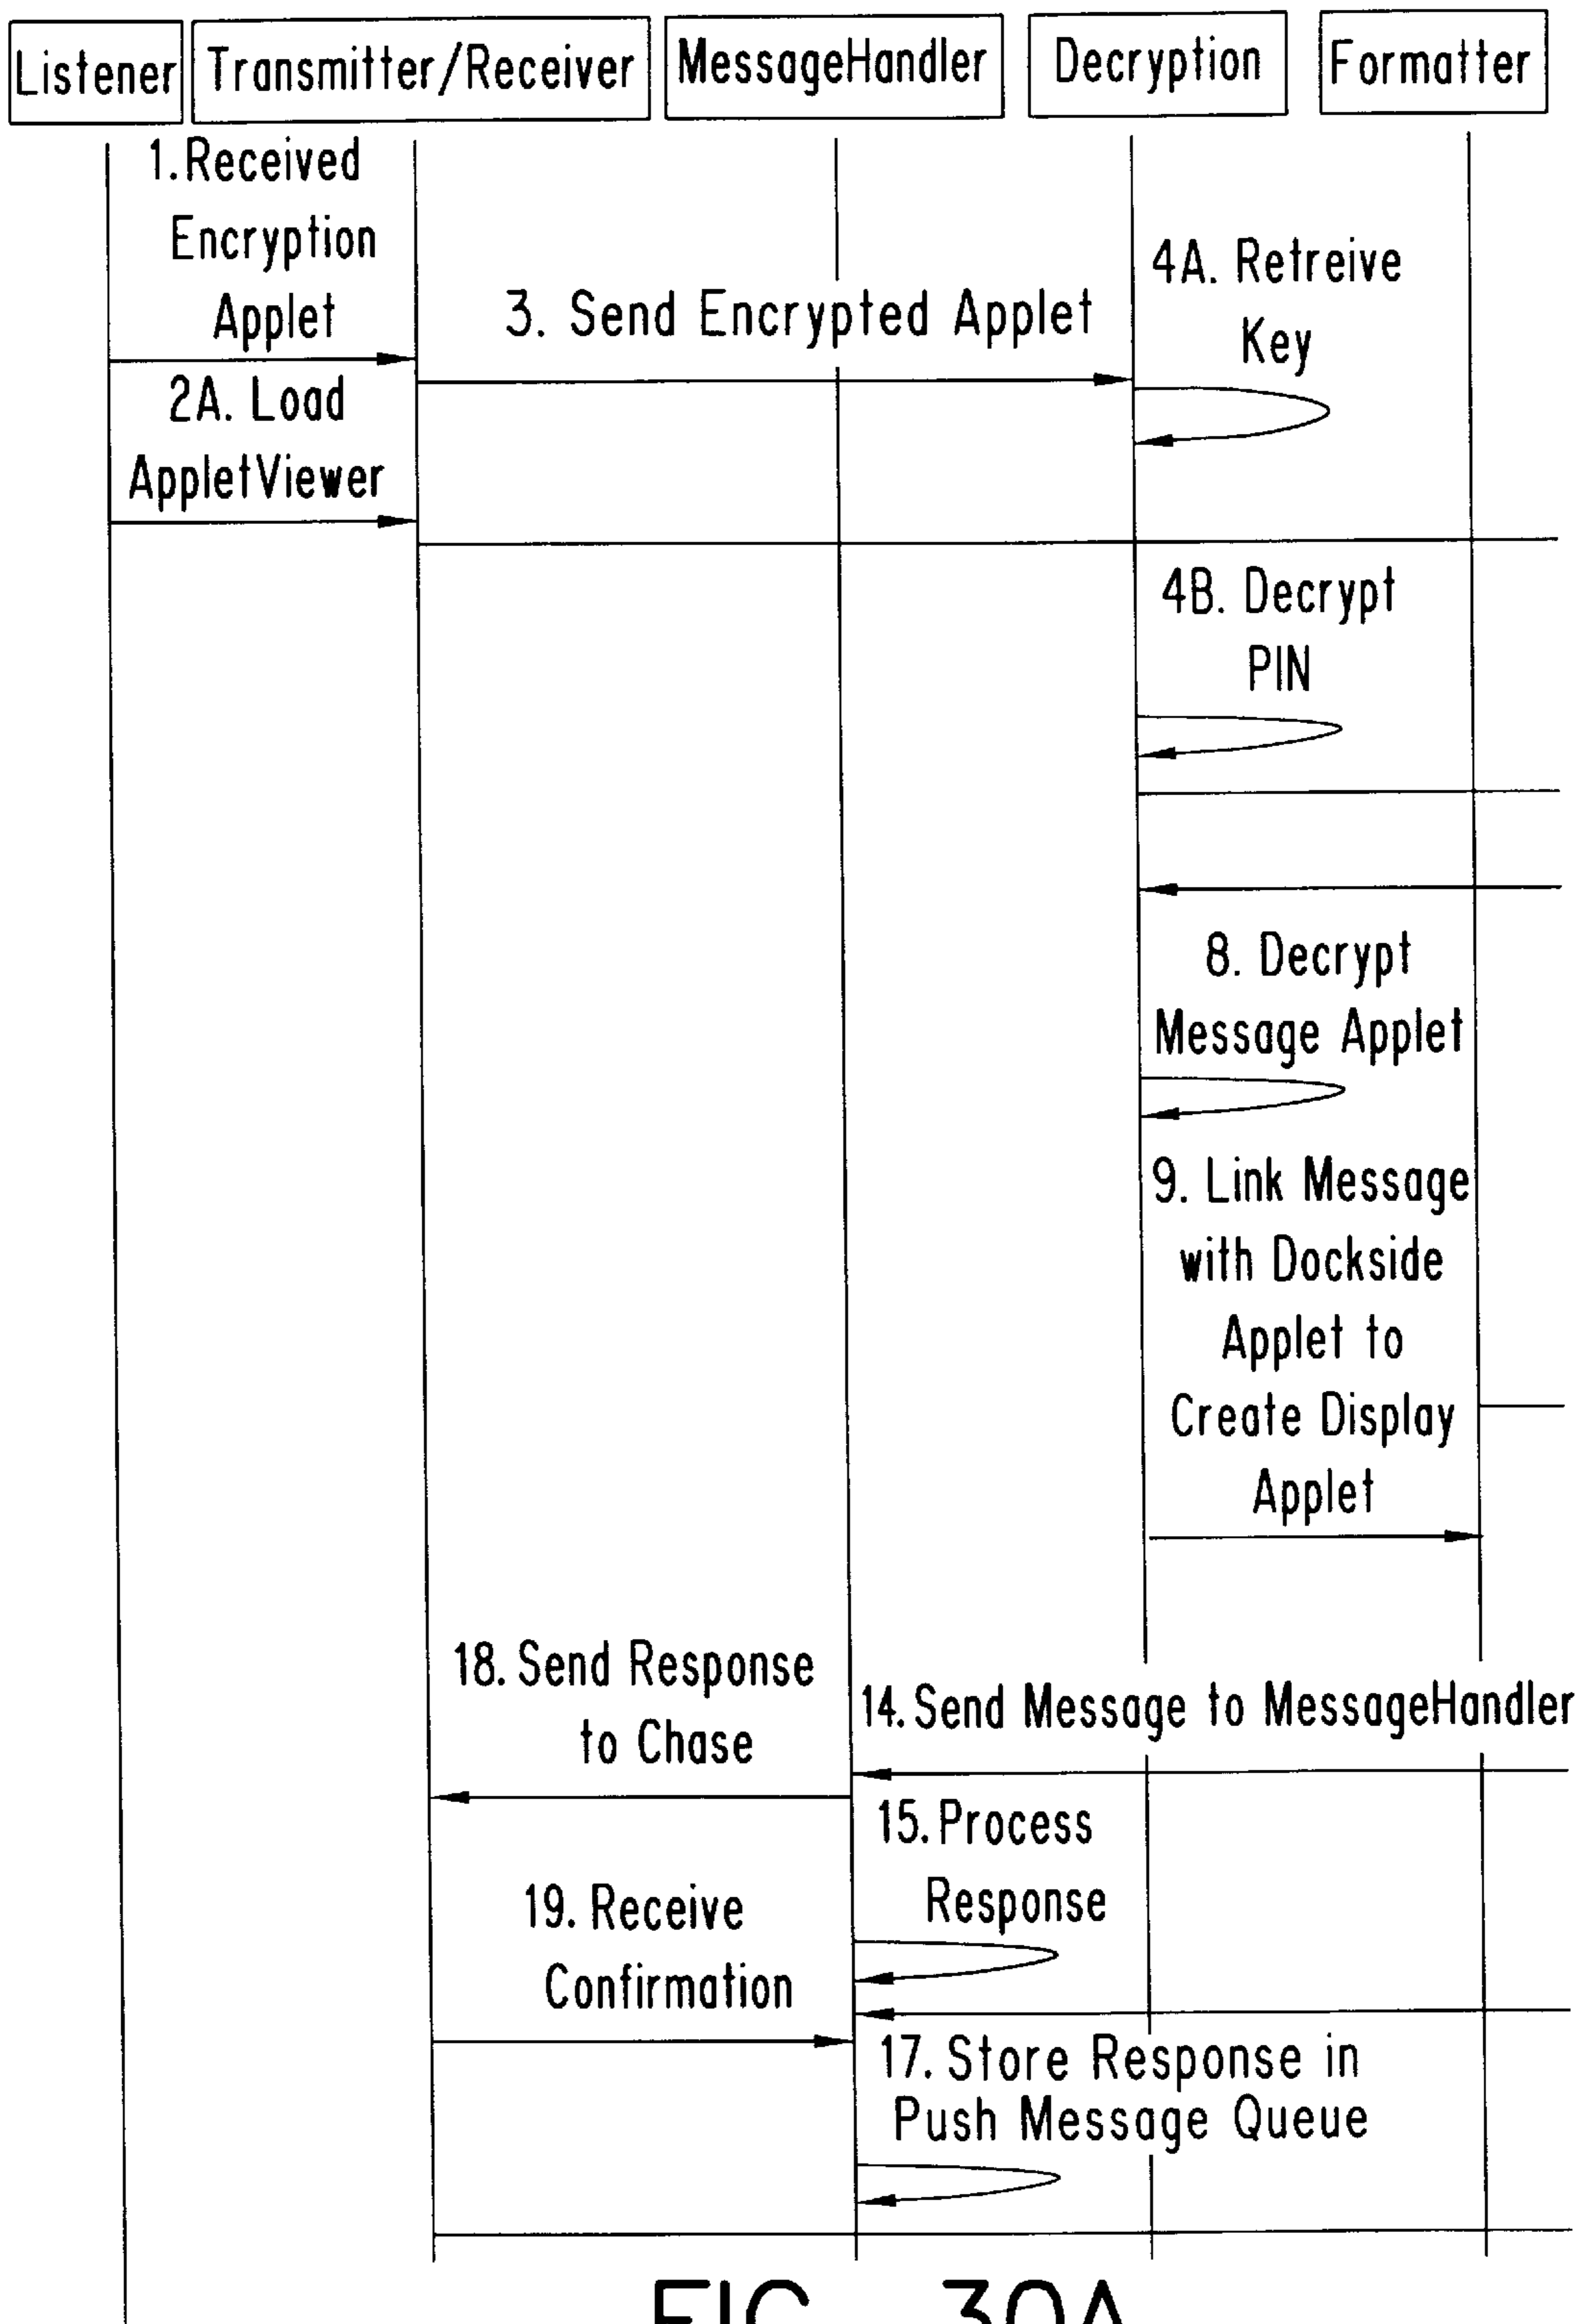 Listener
Transmitter/Receiver
MessageHandler
Decryption
Formatter
1.Received
Encryption
Applet
2A. Load
AppletViewer
3. Send Encrypted Applet
4A. Retreive
Key
4B. Decrypt
PIN
8. Decrypt
Message Applet
9. Link Message
with Dockside
Applet to
Create Display
Applet
18. Send Response
to Chase
14. Send Message to MessageHandler
15. Process
Response
19. Receive
Confirmation
17. Store Response in
Push Message Queue
FIG. 30A